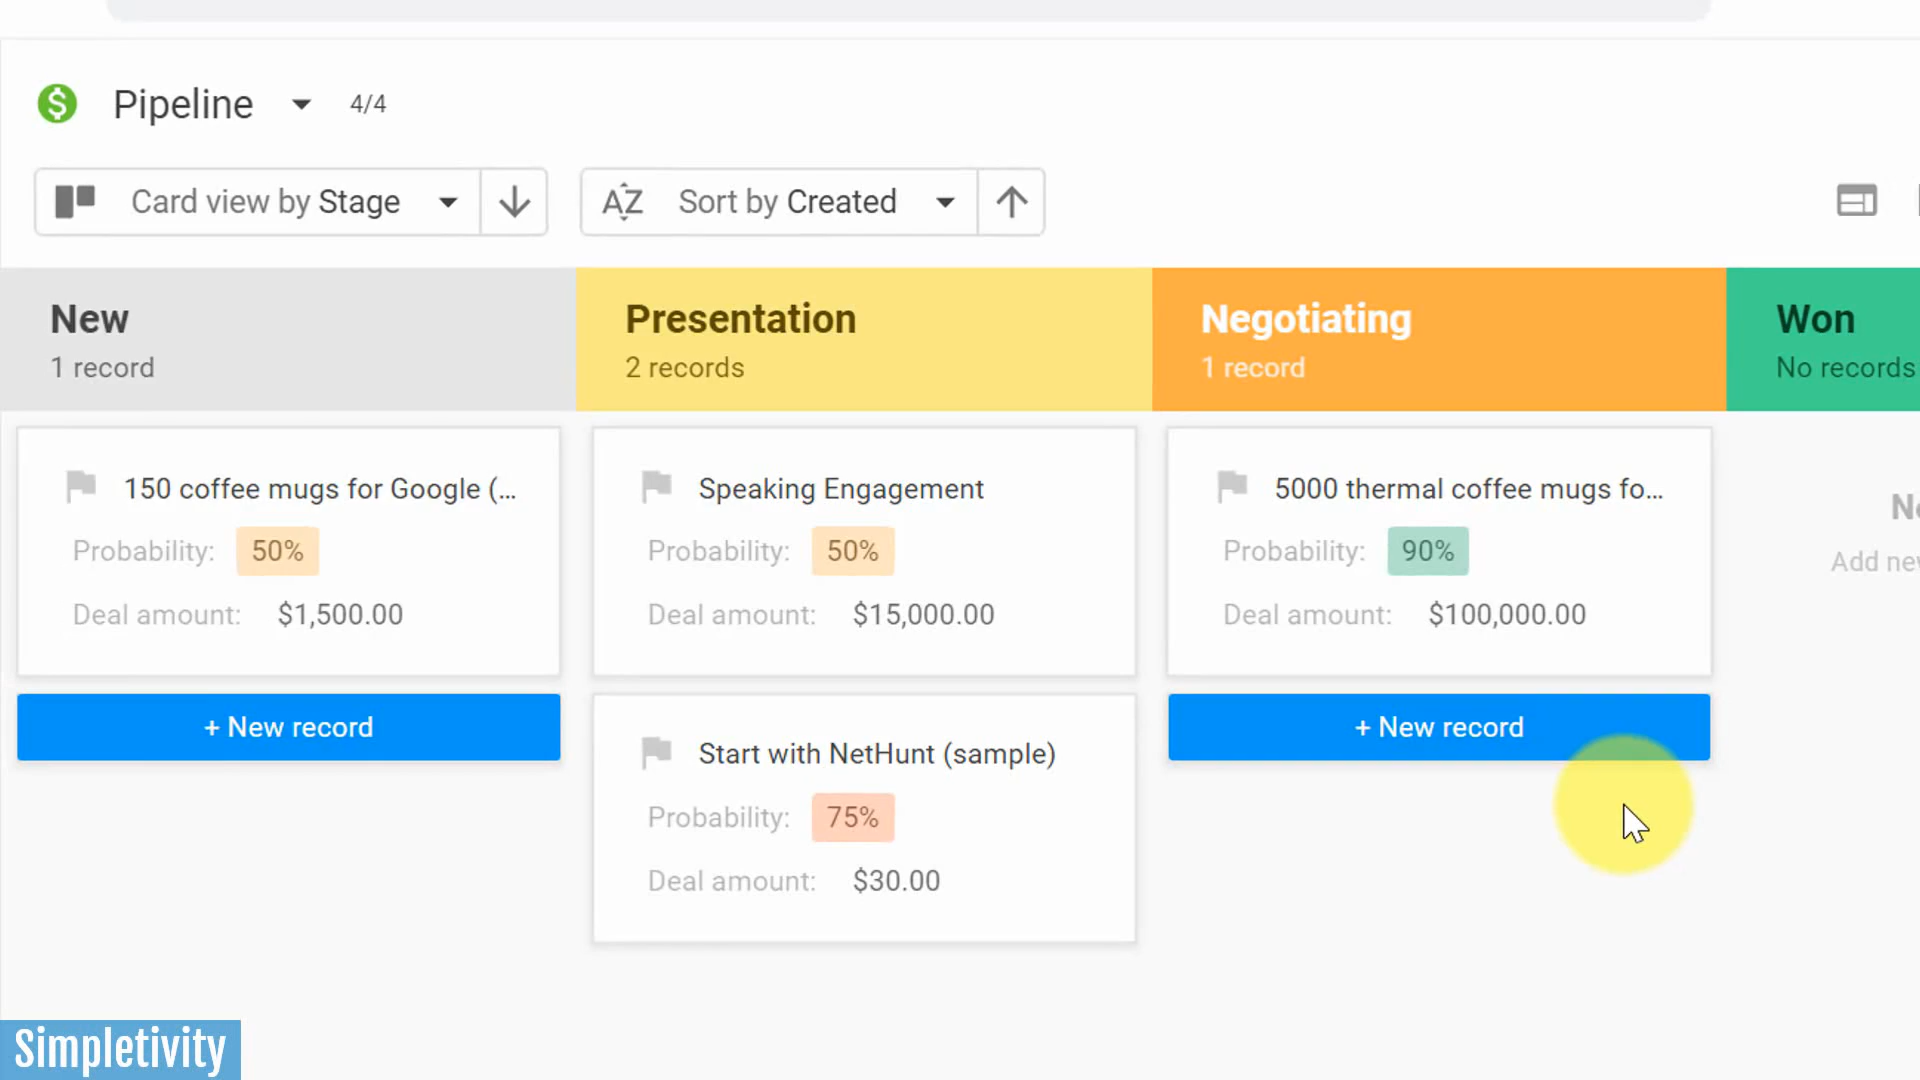 Pipeline 4/4
Card view by Stage
AZ Sort by Created
New
1 record
150 coffee mugs for Google (...
Probability: 50%
Deal amount: $1,500.00
+ New record
Presentation
2 records
Speaking Engagement
Probability: 50%
Deal amount: $15,000.00
Start with NetHunt (sample)
Probability: 75%
Deal amount: $30.00
Negotiating
1 record
5000 thermal coffee mugs fo...
Probability: 90%
Deal amount: $100,000.00
+ New record
Won
No records
Add
Simpletivity